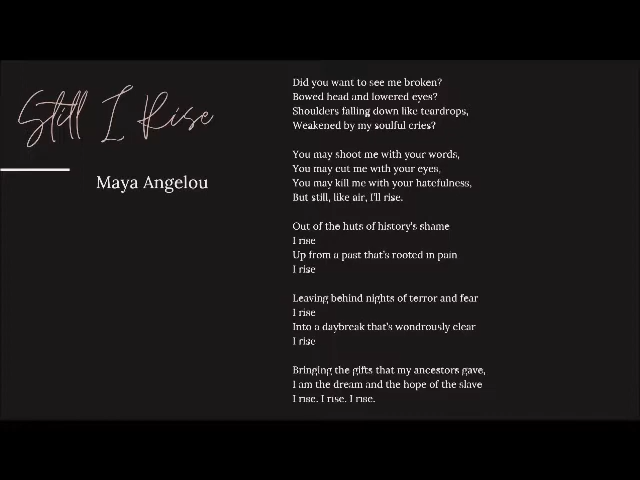 Still I Rise
Maya Angelou
Did you want to see me broken?
Bowed head and lowered eyes?
Shoulders falling down like teardrops,
Weakened by my soulful cries?
You may shoot me with your words,
You may cut me with your eyes,
You may kill me with your hatefulness,
But still, like air, I'll rise.
Out of the huts of history's shame
I rise
Up from a past that's rooted in pain
I rise
Leaving behind nights of terror and fear
I rise
Into a daybreak that's wondrously clear
I rise
Bringing the gifts that my ancestors gave,
I am the dream and the hope of the slave
I rise. I rise. I rise.